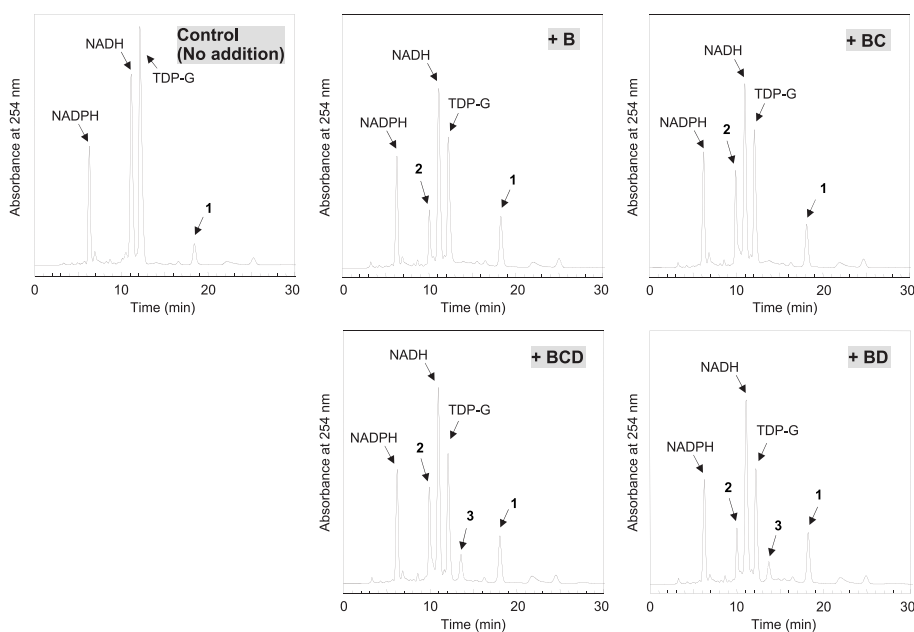 Control
(No addition)
NADH
TDP-G
NADPH
1
Absorbance at 254 nm
0 10 20 30
Time (min)
+ B
NADH
TDP-G
NADPH
2
1
Absorbance at 254 nm
0 10 20 30
Time (min)
+ BC
NADH
TDP-G
NADPH
2
1
Absorbance at 254 nm
0 10 20 30
Time (min)
+ BCD
NADH
TDP-G
NADPH
2
3
1
Absorbance at 254 nm
0 10 20 30
Time (min)
+ BD
NADH
TDP-G
NADPH
2
3
1
Absorbance at 254 nm
0 10 20 30
Time (min)